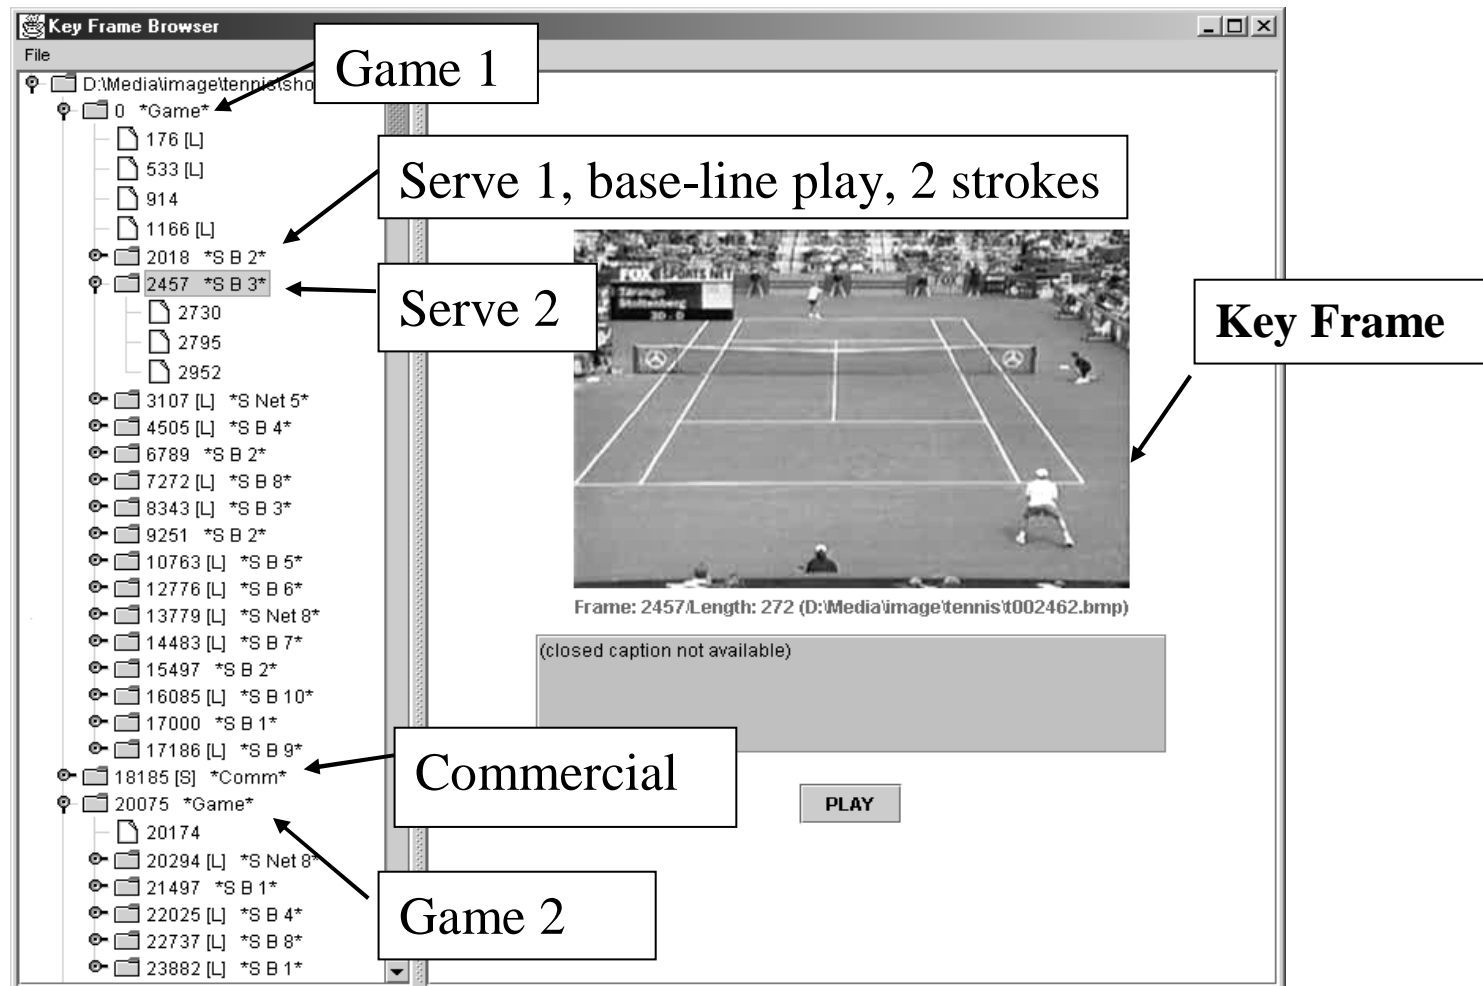 Key Frame Browser
File
Game 1
D:\Media\image\tennis\sho
0 *Game*
176 [L]
533 [L]
914
1166 [L]
Serve 1, base-line play, 2 strokes
2018 *S B 2*
2457 *S B 3*
Serve 2
2730
2795
2952
3107 [L] *S Net 5*
4505 [L] *S B 4*
6789 *S B 2*
7272 [L] *S B 8*
8343 [L] *S B 3*
9251 *S B 2*
10763 [L] *S B 5*
12776 [L] *S B 6*
13779 [L] *S Net 8*
14483 [L] *S B 7*
15497 *S B 2*
16085 [L] *S B 10*
17000 *S B 1*
17186 [L] *S B 9*
18185 [S] *Comm*
Commercial
20075 *Game*
20174
20294 [L] *S Net 8*
21497 *S B 1*
22025 [L] *S B 4*
22737 [L] *S B 8*
23882 [L] *S B 1*
Game 2
FOX SPORTS NET
30 : 0
Key Frame
Frame: 2457/Length: 272 (D:\Media\image\tennis\t002462.bmp)
(closed caption not available)
PLAY